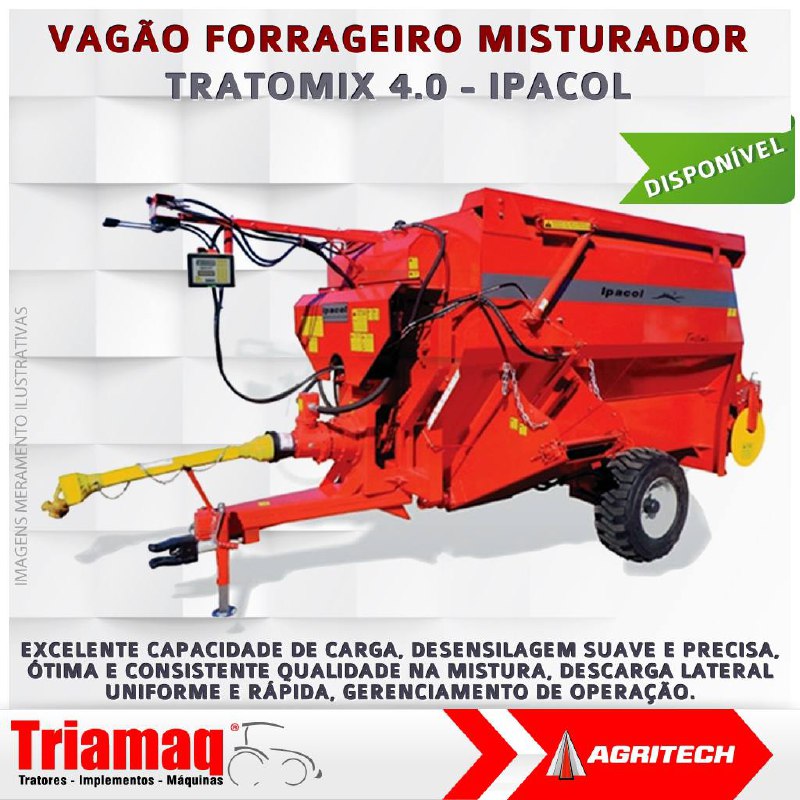 VAGÃO FORRAGEIRO MISTURADOR
TRATOMIX 4.0 - IPACOL
DISPONÍVEL
Ipacol
Ipacol
IMAGENS MERAMENTO ILUSTRATIVAS
EXCELENTE CAPACIDADE DE CARGA, DESENSILAGEM SUAVE E PRECISA,
ÓTIMA E CONSISTENTE QUALIDADE NA MISTURA, DESCARGA LATERAL
UNIFORME E RÁPIDA, GERENCIAMENTO DE OPERAÇÃO.
Triamaq®
Tratores - Implementos - Máquinas
AGRITECH